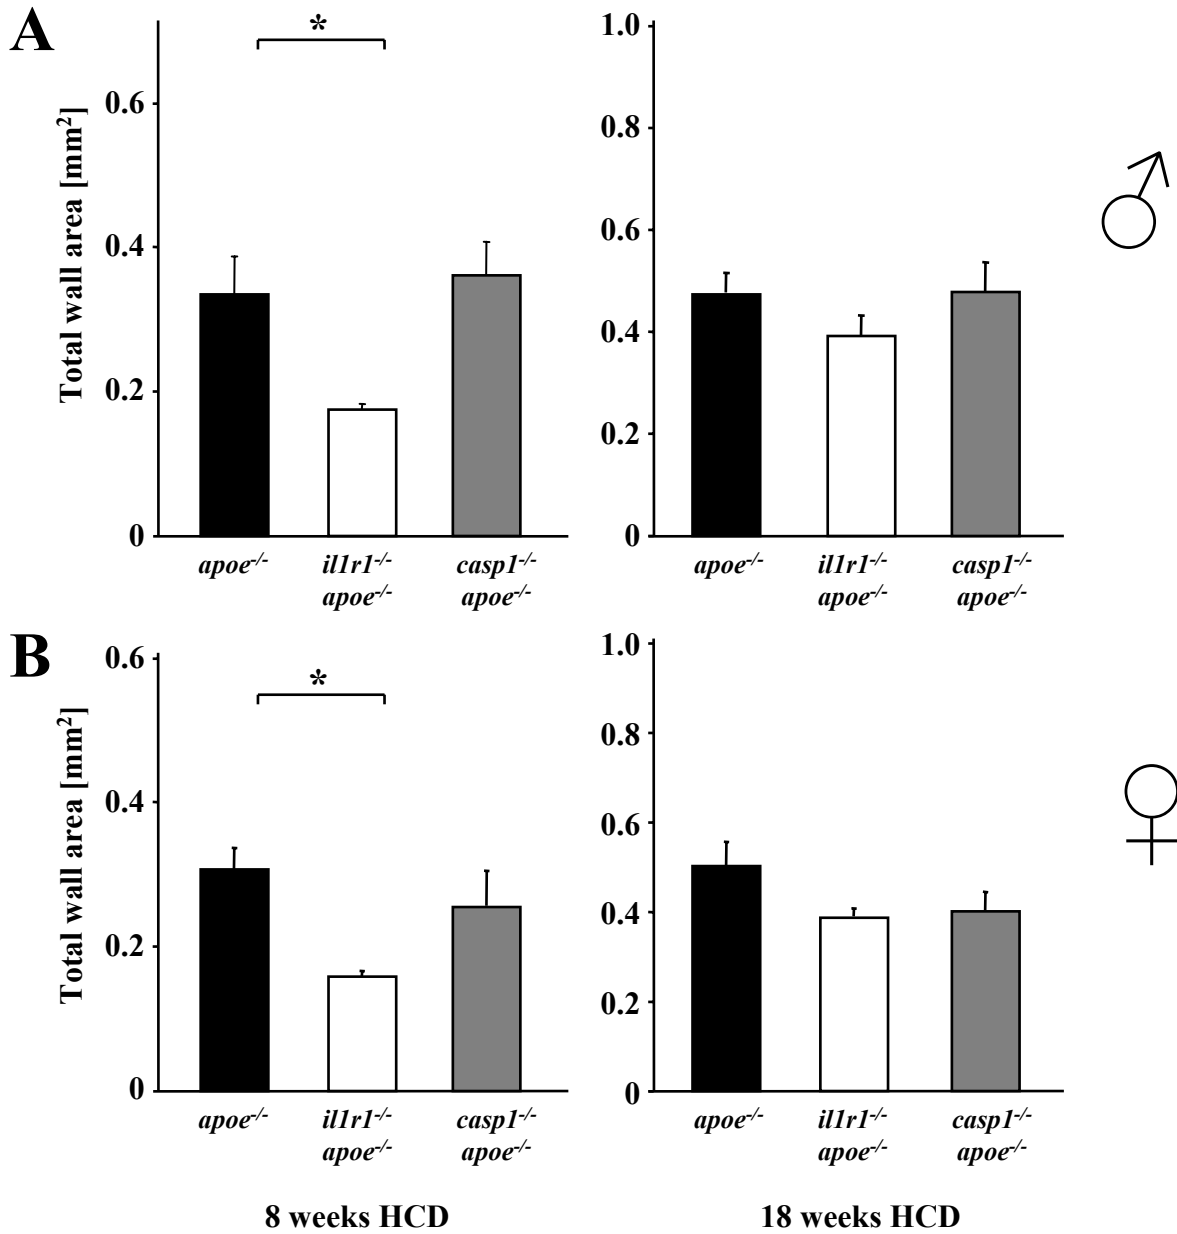 A
*
Total wall area [mm²]
0.6
0.4
0.2
0
apoe-/-
il1r1-/-
apoe-/-
casp1-/-
apoe-/-
1.0
0.8
0.6
0.4
0.2
0
apoe-/-
il1r1-/-
apoe-/-
casp1-/-
apoe-/-
♂
B
*
Total wall area [mm²]
0.6
0.4
0.2
0
apoe-/-
il1r1-/-
apoe-/-
casp1-/-
apoe-/-
1.0
0.8
0.6
0.4
0.2
0
apoe-/-
il1r1-/-
apoe-/-
casp1-/-
apoe-/-
♀
8 weeks HCD
18 weeks HCD